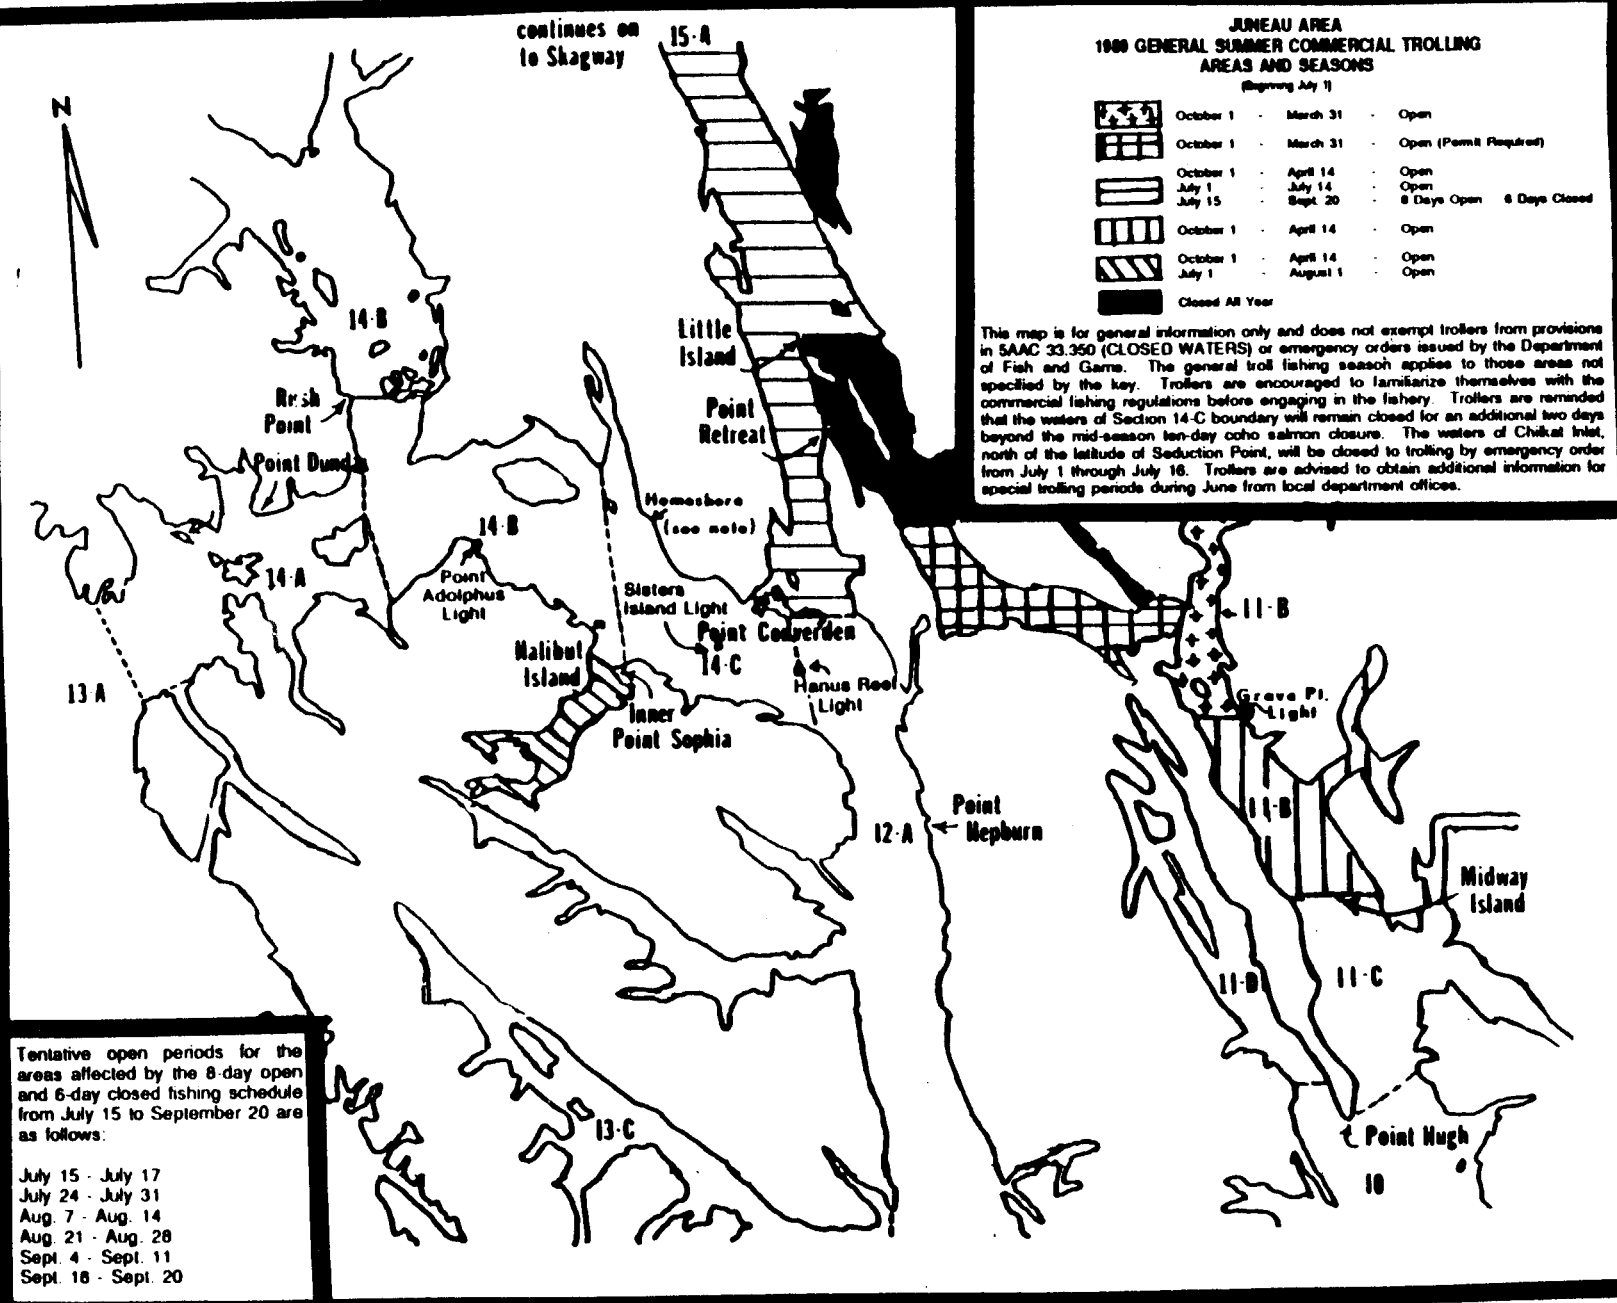 continues on
to Skagway
15-A
N
JUNEAU AREA
1989 GENERAL SUMMER COMMERCIAL TROLLING
AREAS AND SEASONS
(Beginning July 1)
October 1 - March 31 - Open
October 1 - March 31 - Open (Permit Required)
October 1 - April 14 - Open
July 1 - July 14 - Open
July 15 - Sept. 20 - 8 Days Open 6 Days Closed
October 1 - April 14 - Open
October 1 - April 14 - Open
July 1 - August 1 - Open
Closed All Year
This map is for general information only and does not exempt trollers from provisions
in 5AAC 33.350 (CLOSED WATERS) or emergency orders issued by the Department
of Fish and Game. The general troll fishing season applies to those areas not
specified by the key. Trollers are encouraged to familiarize themselves with the
commercial fishing regulations before engaging in the fishery. Trollers are reminded
that the waters of Section 14-C boundary will remain closed for an additional two days
beyond the mid-season ten-day coho salmon closure. The waters of Chilkat Inlet,
north of the latitude of Seduction Point, will be closed to trolling by emergency order
from July 1 through July 16. Trollers are advised to obtain additional information for
special trolling periods during June from local department offices.
14-B
Little
Island
Rush
Point
Point
Retreat
Point Dundas
Homeshore
(see note)
14-B
14-A
Point
Adolphus
Light
Sisters
Island Light
11-B
Point Couverden
Halibut
Island
14-C
13-A
Hanus Reef
Light
Grave Pt.
Light
Inner
Point Sophia
11-B
12-A
Point
Hepburn
Midway
Island
11-D
11-C
Tentative open periods for the
areas affected by the 8-day open
and 6-day closed fishing schedule
from July 15 to September 20 are
as follows:
July 15 - July 17
July 24 - July 31
Aug. 7 - Aug. 14
Aug. 21 - Aug. 28
Sept. 4 - Sept. 11
Sept. 18 - Sept. 20
13-C
Point Hugh
10